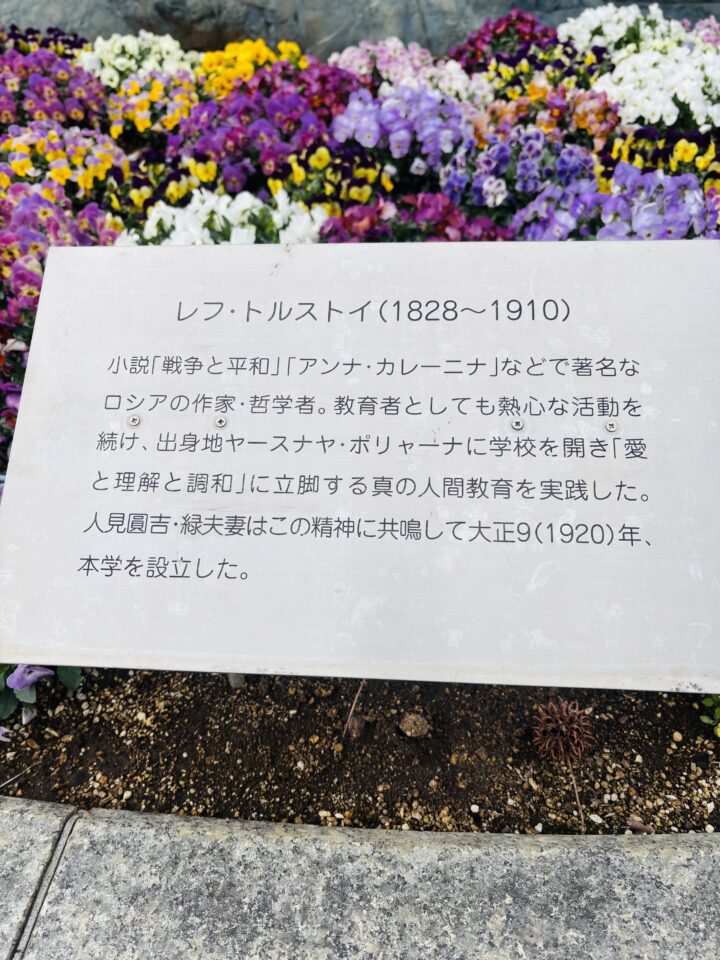 レフ・トルストイ(1828～1910)
小説「戦争と平和」「アンナ・カレーニナ」などで著名な
ロシアの作家・哲学者。教育者としても熱心な活動を
続け、出身地ヤースナヤ・ポリャーナに学校を開き「愛
と理解と調和」に立脚する真の人間教育を実践した。
人見圓吉・緑夫妻はこの精神に共鳴して大正9(1920)年、
本学を設立した。